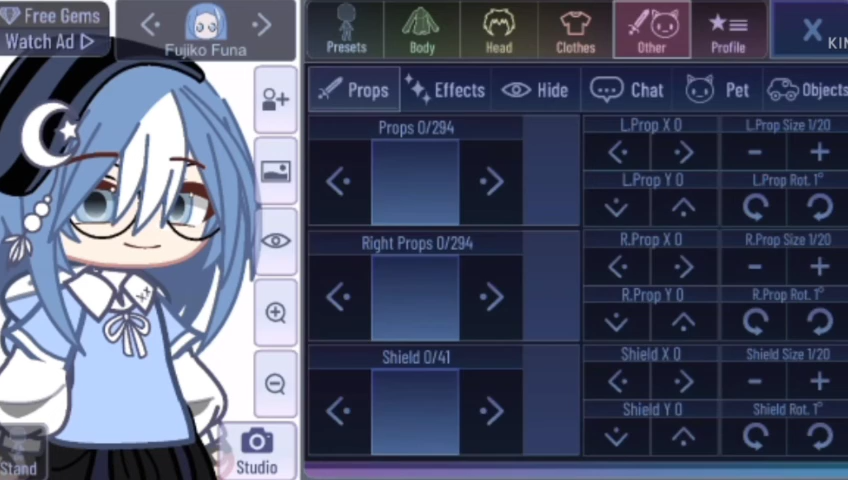 Free Gems
Watch Ad
Fujiko Funa
Presets
Body
Head
Clothes
Other
Profile
X
KIN
Props
Effects
Hide
Chat
Pet
Objects
Props 0/294
L.Prop X 0
L.Prop Size 1/20
L.Prop Y 0
L.Prop Rot. 1°
Right Props 0/294
R.Prop X 0
R.Prop Size 1/20
R.Prop Y 0
R.Prop Rot. 1°
Shield 0/41
Shield X 0
Shield Size 1/20
Shield Y 0
Shield Rot. 1°
Stand
Studio